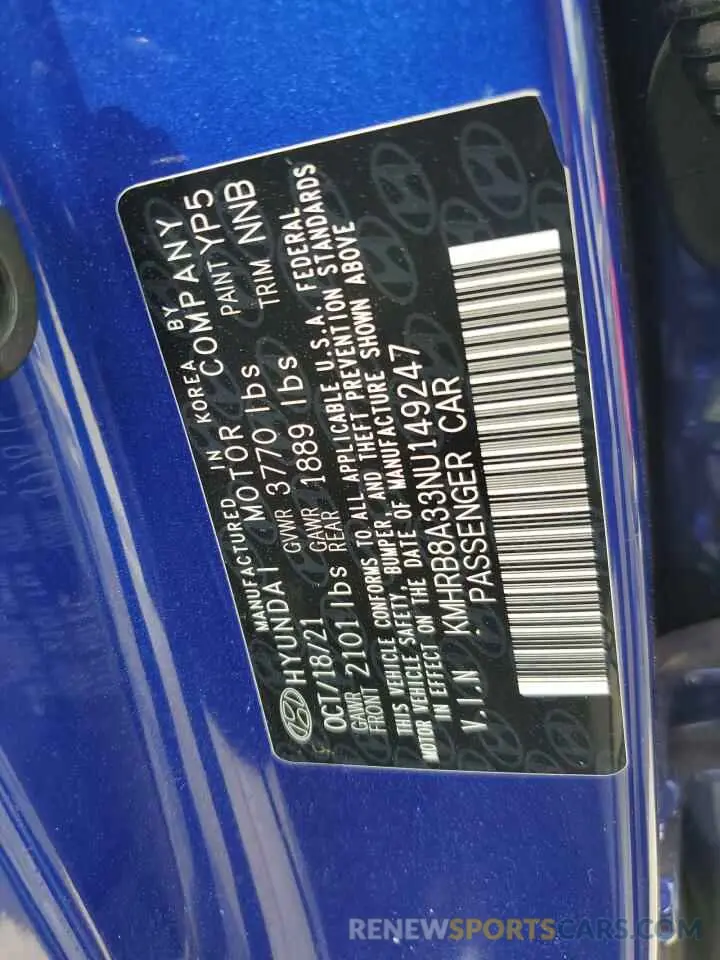 MANUFACTURED IN KOREA BY
HYUNDAI MOTOR COMPANY
OCT/18/21 GVWR 3770 lbs PAINT YP5
GAWR FRONT 2101 lbs GAWR REAR 1889 lbs TRIM NNB
THIS VEHICLE CONFORMS TO ALL APPLICABLE U.S.A. FEDERAL
MOTOR VEHICLE SAFETY, BUMPER, AND THEFT PREVENTION STANDARDS
IN EFFECT ON THE DATE OF MANUFACTURE SHOWN ABOVE
V.I.N KMHRB8A33NU149247
PASSENGER CAR
RENEWSPORTSCARS.COM